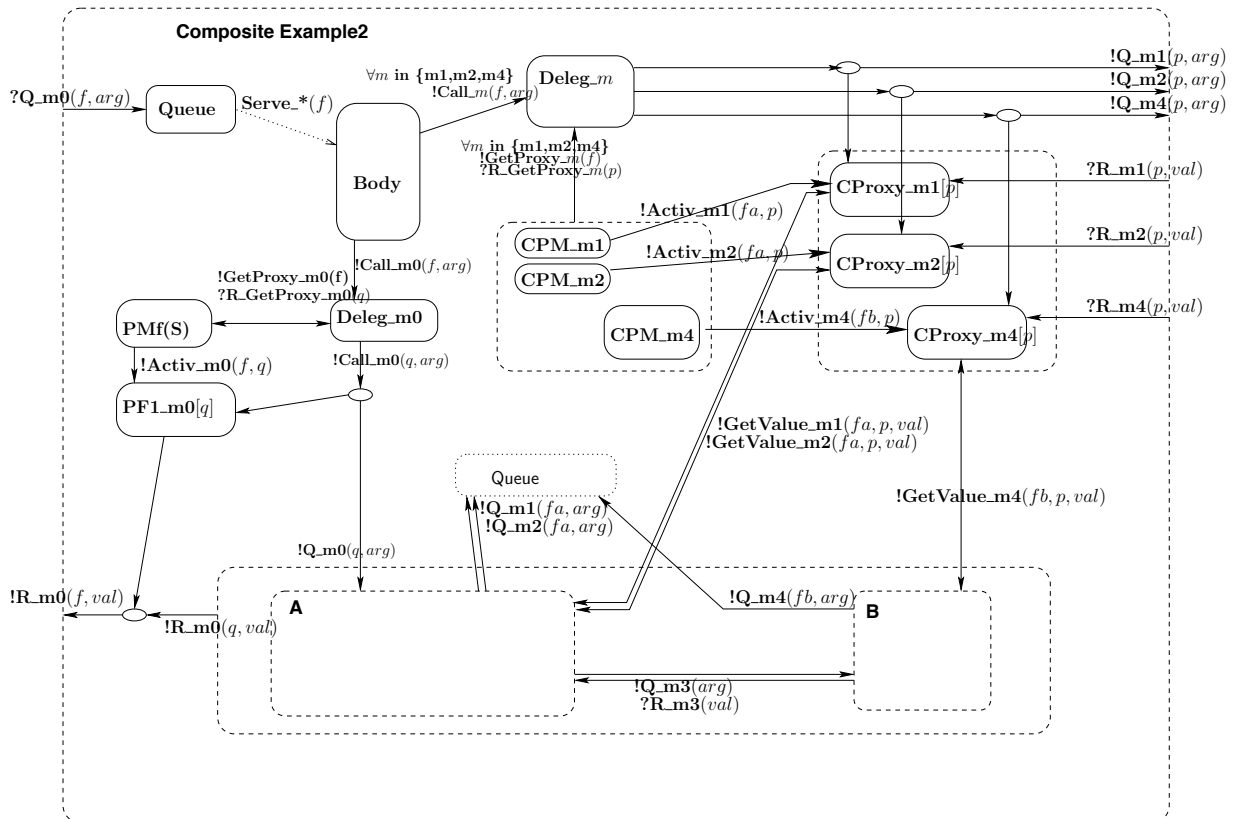 Composite Example2
?Q_m0(f, arg)
Queue
Serve_*(f)
Body
∀m in {m1,m2,m4}
!Call_m(f, arg)
Deleg_m
!Q_m1(p, arg)
!Q_m2(p, arg)
!Q_m4(p, arg)
∀m in {m1,m2,m4}
!GetProxy_m(f)
?R_GetProxy_m(p)
CProxy_m1[p]
?R_m1(p, val)
!Activ_m1(fa, p)
CPM_m1
CPM_m2
!Activ_m2(fa, p)
CProxy_m2[p]
?R_m2(p, val)
!Call_m0(f, arg)
!GetProxy_m0(f)
?R_GetProxy_m0(q)
PMf(S)
Deleg_m0
CPM_m4
!Activ_m4(fb, p)
CProxy_m4[p]
?R_m4(p, val)
!Call_m0(q, arg)
!Activ_m0(f, q)
PF1_m0[q]
!GetValue_m1(fa, p, val)
!GetValue_m2(fa, p, val)
Queue
!GetValue_m4(fb, p, val)
!Q_m1(fa, arg)
!Q_m2(fa, arg)
!Q_m0(q, arg)
!R_m0(f, val)
!R_m0(q, val)
A
!Q_m4(fb, arg)
B
!Q_m3(arg)
?R_m3(val)